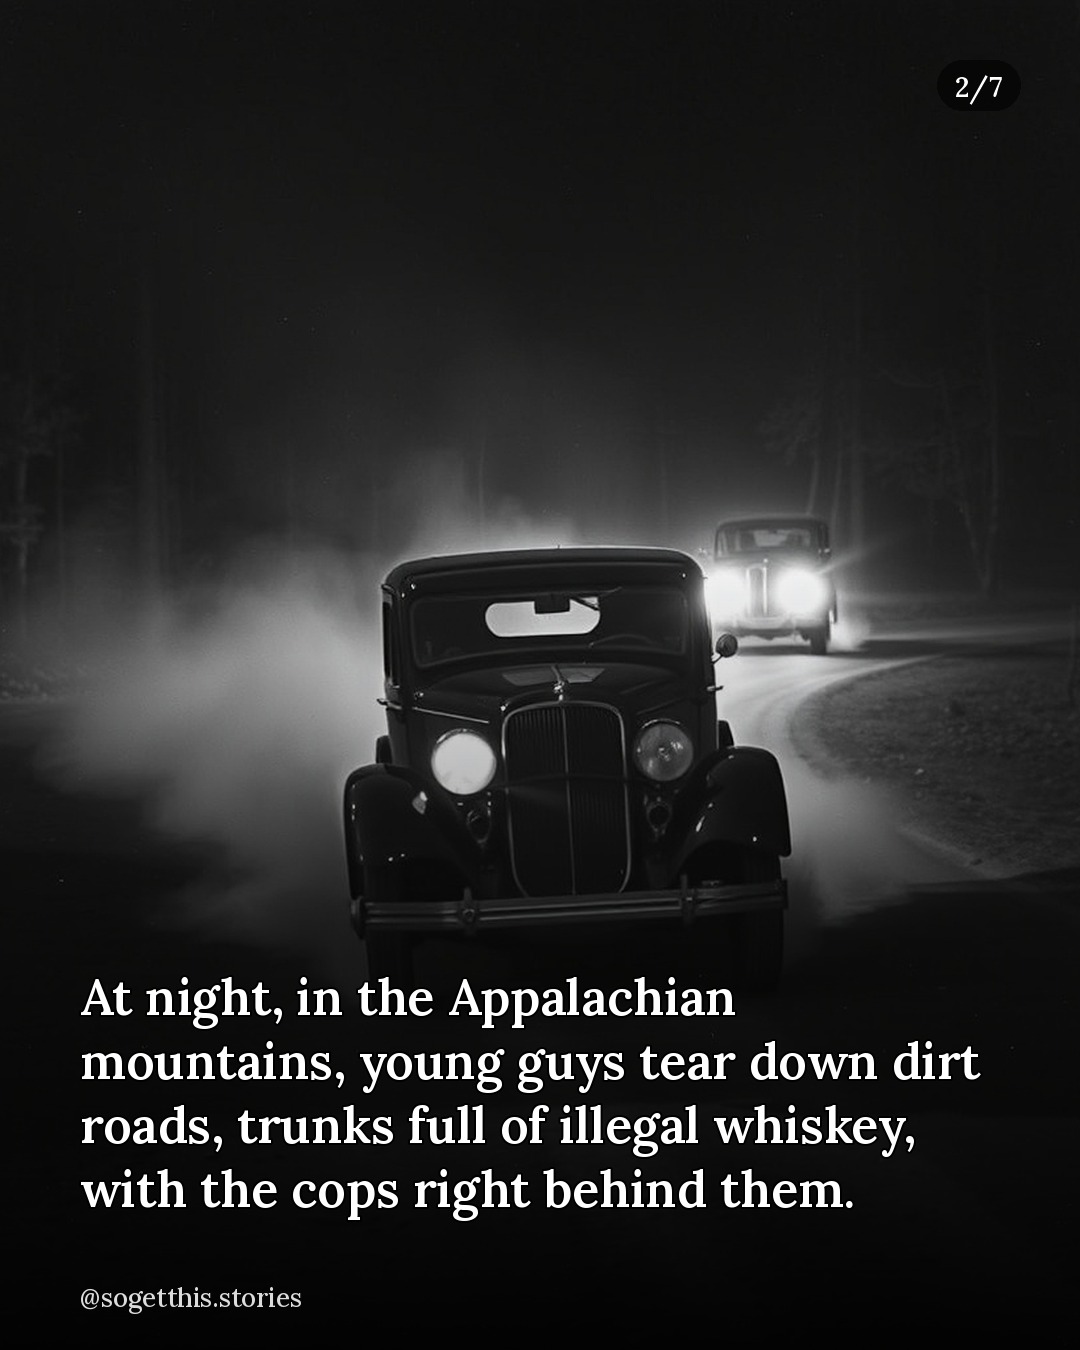 2/7
At night, in the Appalachian
mountains, young guys tear down dirt
roads, trunks full of illegal whiskey,
with the cops right behind them.
@sogetthis.stories